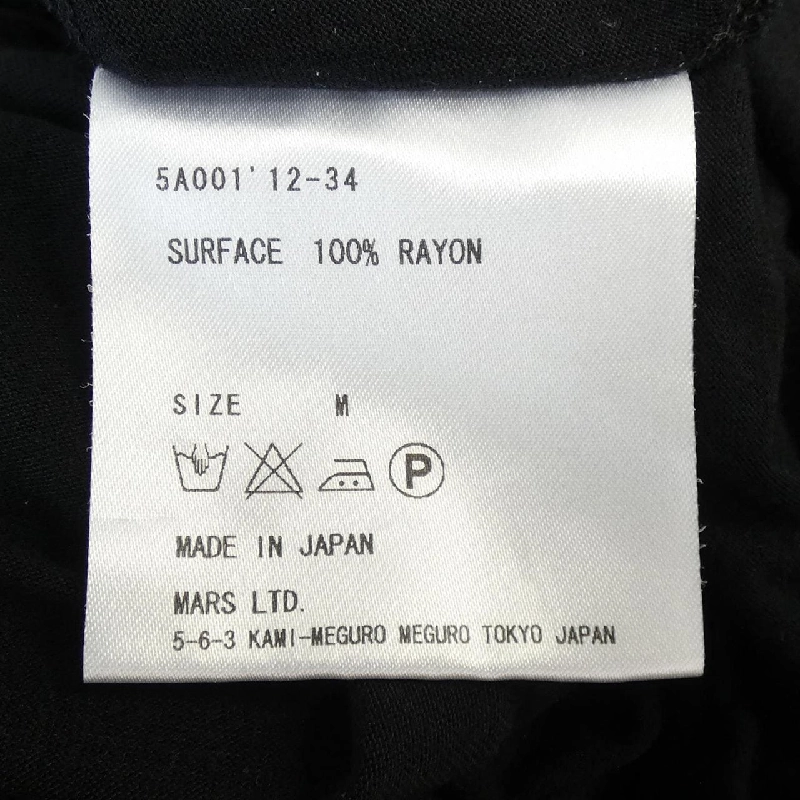 5A001'12-34
SURFACE 100% RAYON
SIZE M
P
MADE IN JAPAN
MARS LTD.
5-6-3 KAMI-MEGURO MEGURO TOKYO JAPAN